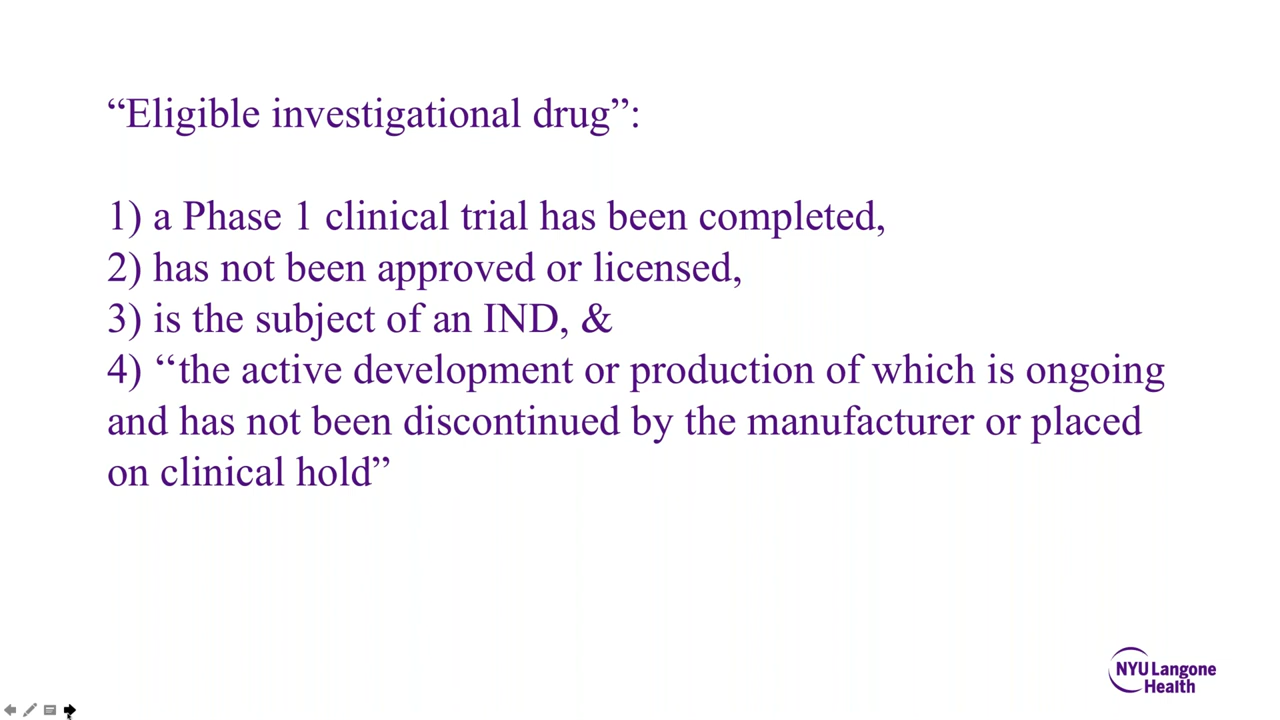 “Eligible investigational drug”:
1) a Phase 1 clinical trial has been completed,
2) has not been approved or licensed,
3) is the subject of an IND, &
4) ‘‘the active development or production of which is ongoing
and has not been discontinued by the manufacturer or placed
on clinical hold”
NYU Langone
Health